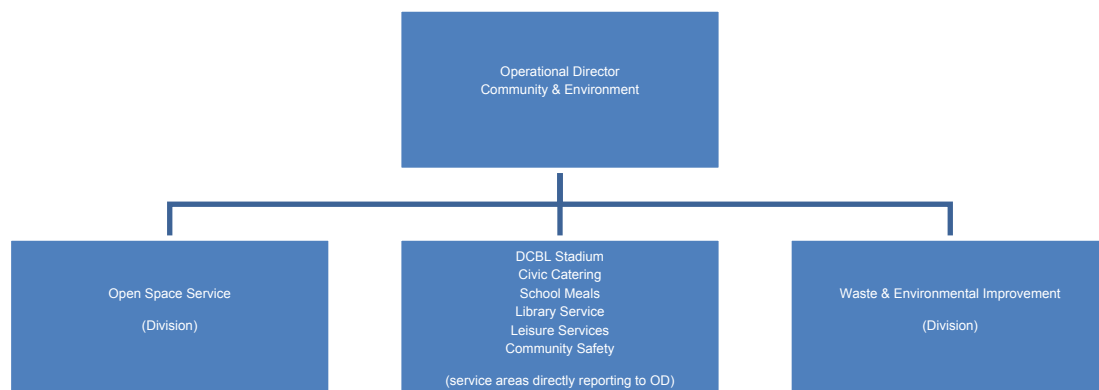 Operational Director
Community & Environment
Open Space Service
(Division)
DCBL Stadium
Civic Catering
School Meals
Library Service
Leisure Services
Community Safety
(service areas directly reporting to OD)
Waste & Environmental Improvement
(Division)